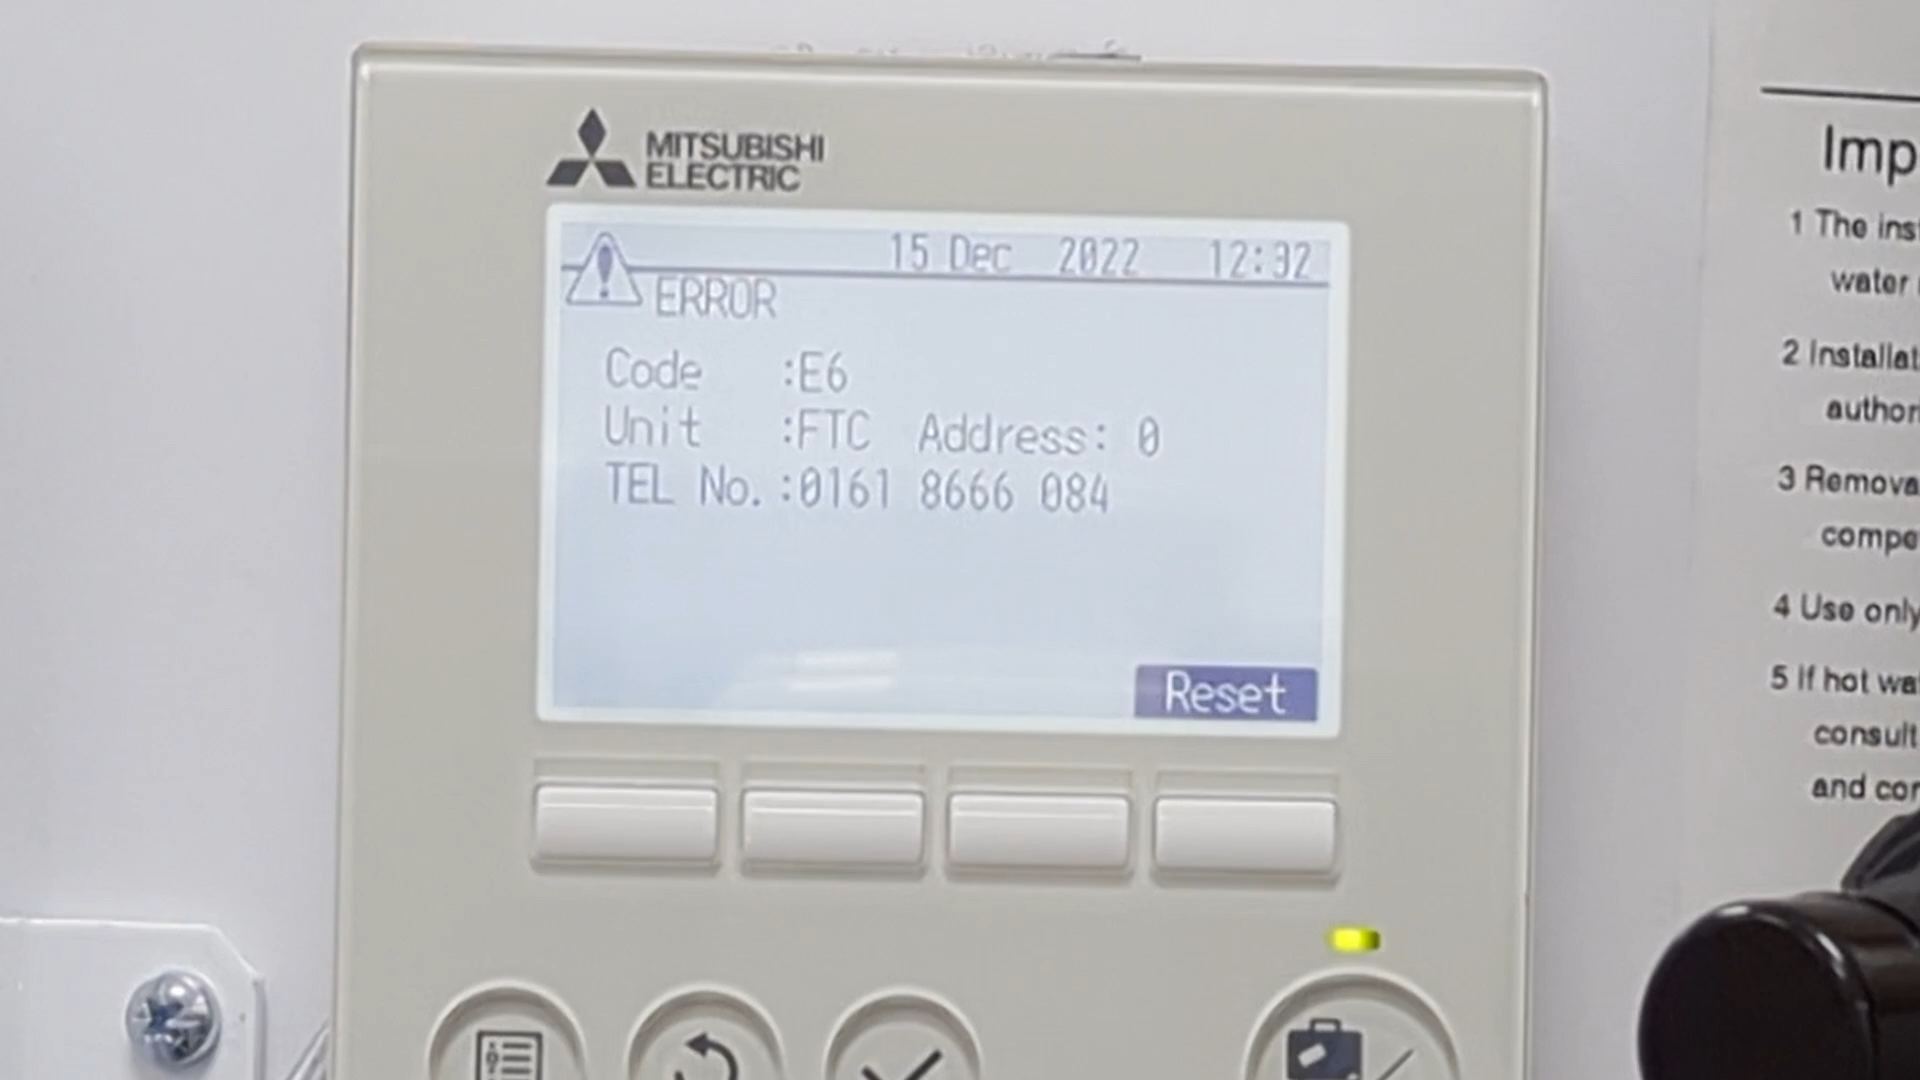 MITSUBISHI
ELECTRIC
15 Dec 2022 12:32
ERROR
Code :E6
Unit :FTC Address: 0
TEL No.:0161 8666 084
Reset
Imp
1 The inst
water
2 Installat
author
3 Remova
compe
4 Use only
5 If hot wa
consult
and cor